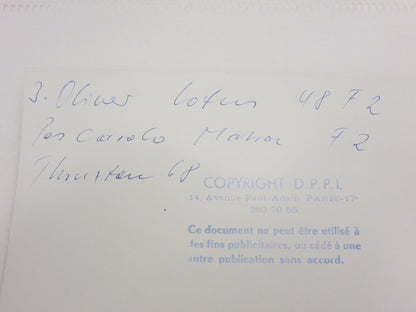 J. Oliver Lotus 48 F2
Pescarolo Matra F2
Thruxton 68
COPYRIGHT D.P.P.I.
14, Avenue Paul Adam PARIS-17e
380.70.65
Ce document ne peut être utilisé à
des fins publicitaires, ou cédé à une
autre publication sans accord.